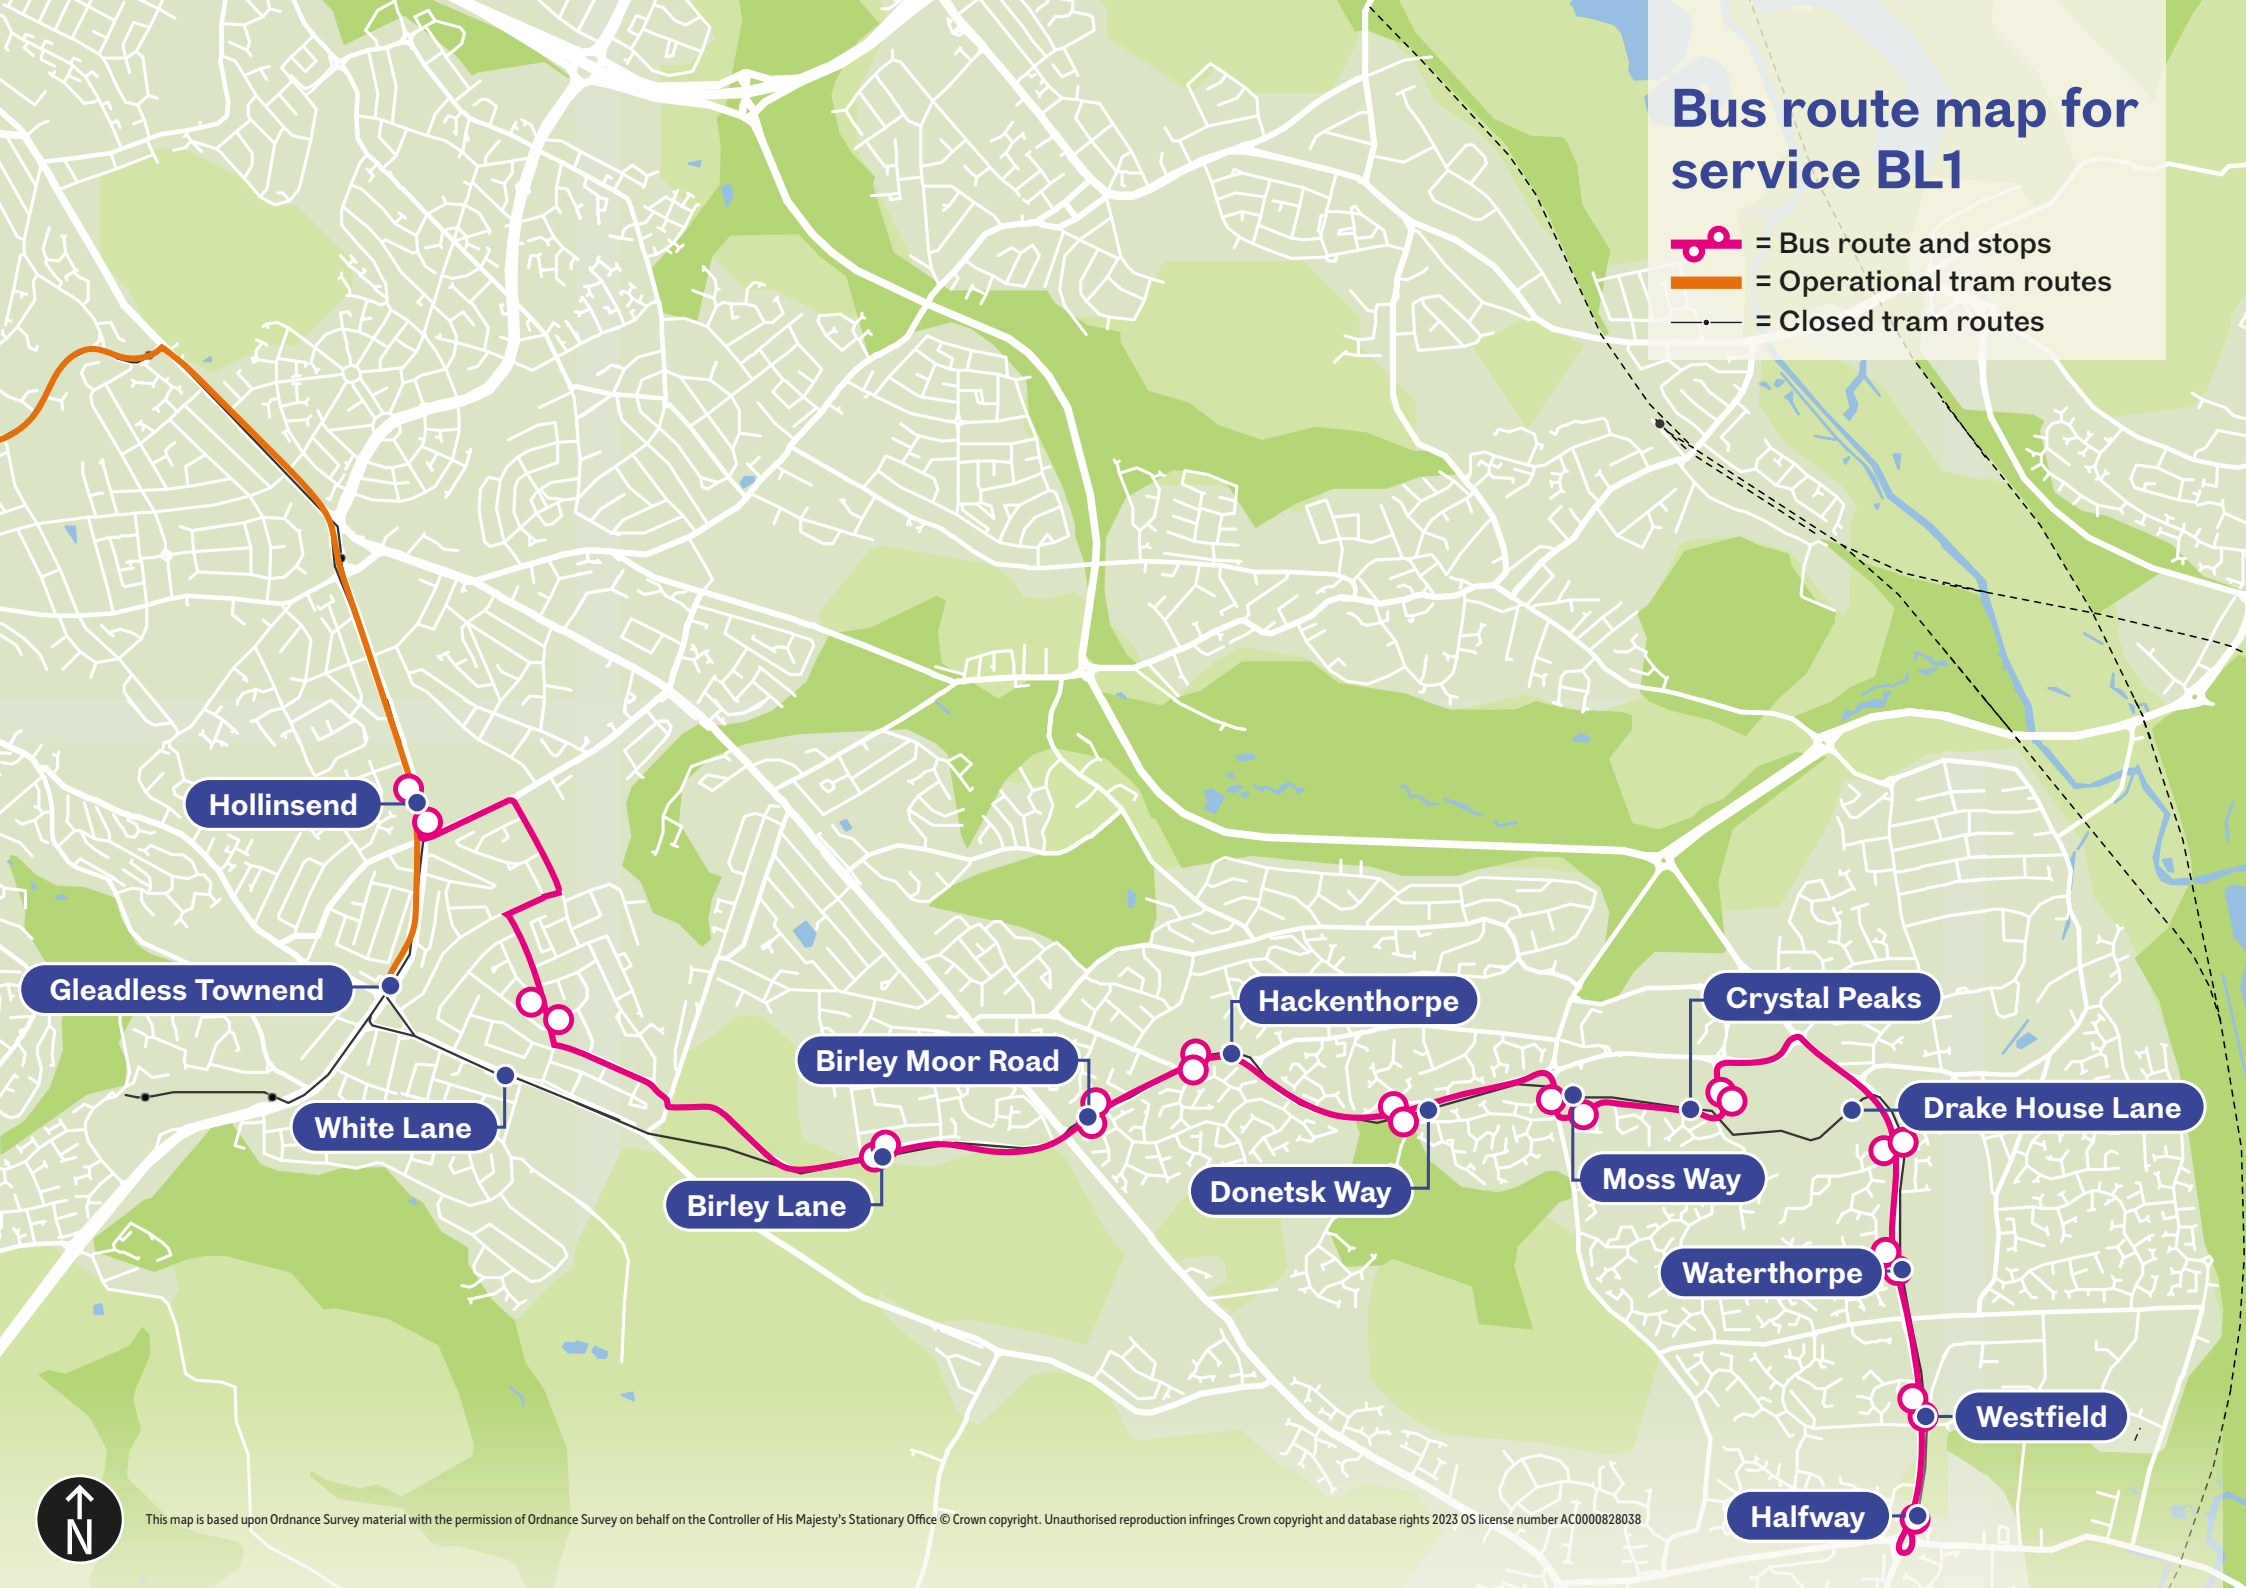 Bus route map for
service BL1
= Bus route and stops
= Operational tram routes
= Closed tram routes
Hollinsend
Gleadless Townend
White Lane
Birley Lane
Birley Moor Road
Hackenthorpe
Donetsk Way
Moss Way
Crystal Peaks
Drake House Lane
Waterthorpe
Westfield
Halfway
N
This map is based upon Ordnance Survey material with the permission of Ordnance Survey on behalf on the Controller of His Majesty's Stationary Office © Crown copyright. Unauthorised reproduction infringes Crown copyright and database rights 2023 OS license number AC0000828038